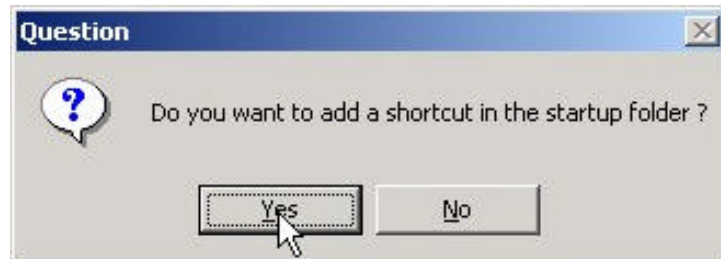 Question
Do you want to add a shortcut in the startup folder ?
Yes
No